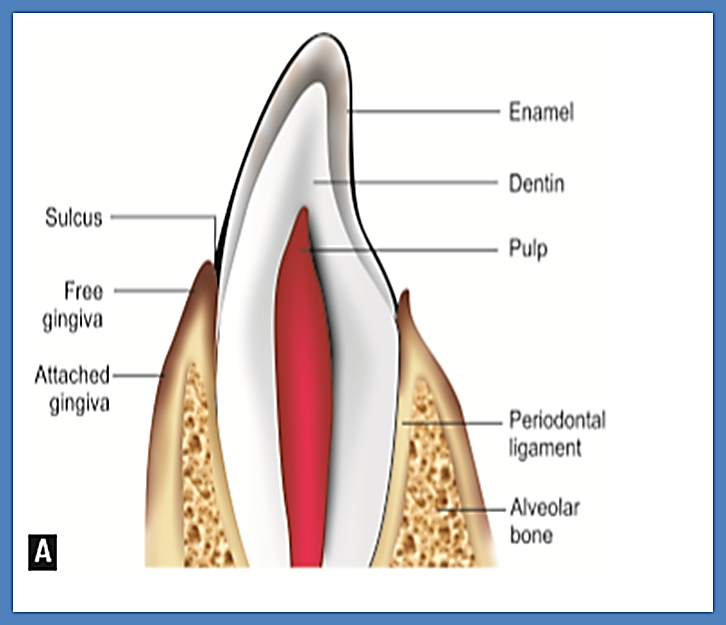 Enamel
Dentin
Sulcus
Pulp
Free
gingiva
Attached
gingiva
Periodontal
ligament
Alveolar
bone
A